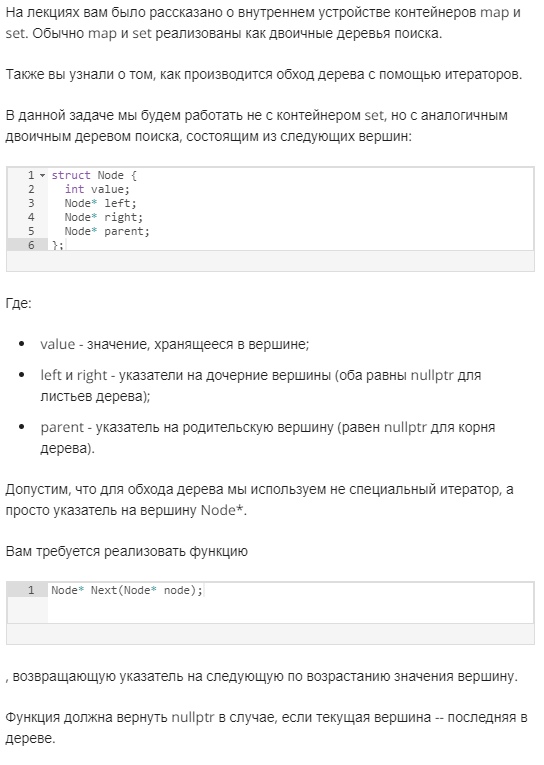 На лекциях вам было рассказано о внутреннем устройстве контейнеров map и
set. Обычно map и set реализованы как двоичные деревья поиска.
Также вы узнали о том, как производится обход дерева с помощью итераторов.
В данной задаче мы будем работать не с контейнером set, но с аналогичным
двоичным деревом поиска, состоящим из следующих вершин:
1 struct Node {
2   int value;
3   Node* left;
4   Node* right;
5   Node* parent;
6 };
Где:
• value - значение, хранящееся в вершине;
• left и right - указатели на дочерние вершины (оба равны nullptr для
листьев дерева);
• parent - указатель на родительскую вершину (равен nullptr для корня
дерева).
Допустим, что для обхода дерева мы используем не специальный итератор, а
просто указатель на вершину Node*.
Вам требуется реализовать функцию
1 Node* Next(Node* node);
, возвращающую указатель на следующую по возрастанию значения вершину.
Функция должна вернуть nullptr в случае, если текущая вершина -- последняя в
дереве.